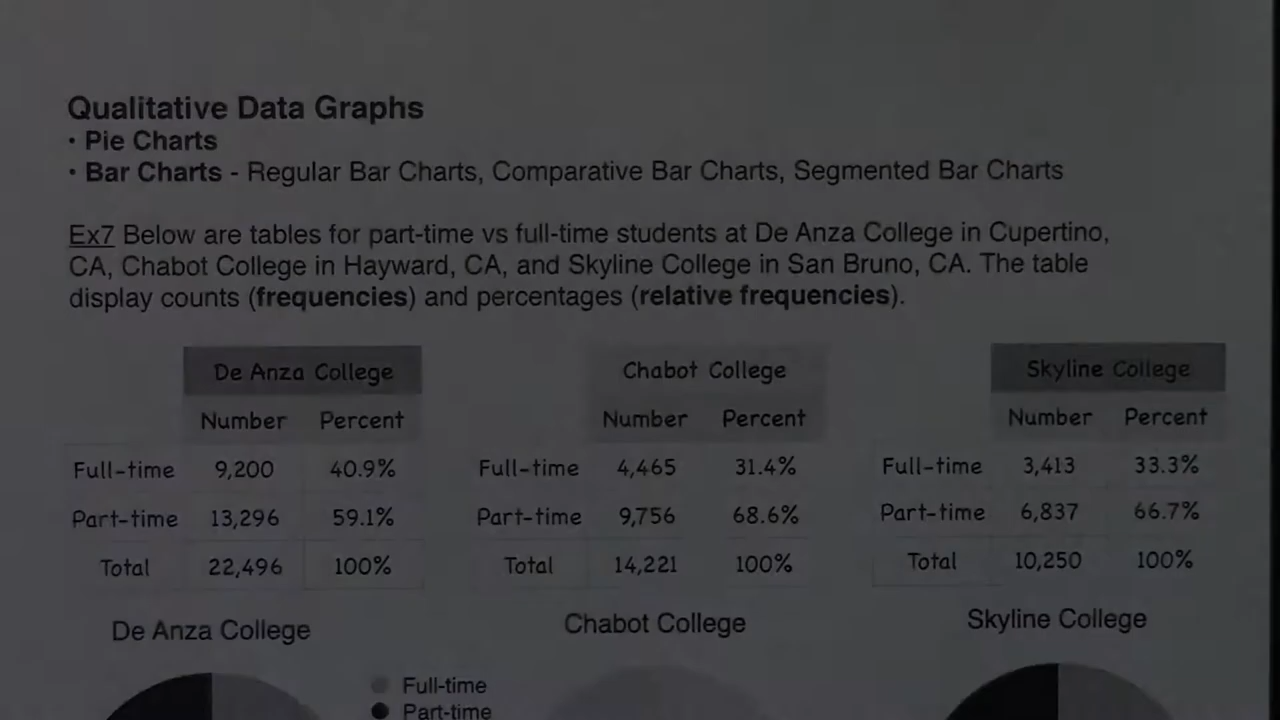 Qualitative Data Graphs
• Pie Charts
• Bar Charts - Regular Bar Charts, Comparative Bar Charts, Segmented Bar Charts
Ex7 Below are tables for part-time vs full-time students at De Anza College in Cupertino,
CA, Chabot College in Hayward, CA, and Skyline College in San Bruno, CA. The table
display counts (frequencies) and percentages (relative frequencies).
De Anza College
Number Percent
Full-time 9,200 40.9%
Part-time 13,296 59.1%
Total 22,496 100%
Chabot College
Number Percent
Full-time 4,465 31.4%
Part-time 9,756 68.6%
Total 14,221 100%
Skyline College
Number Percent
Full-time 3,413 33.3%
Part-time 6,837 66.7%
Total 10,250 100%
De Anza College
Full-time
Part-time
Chabot College
Skyline College